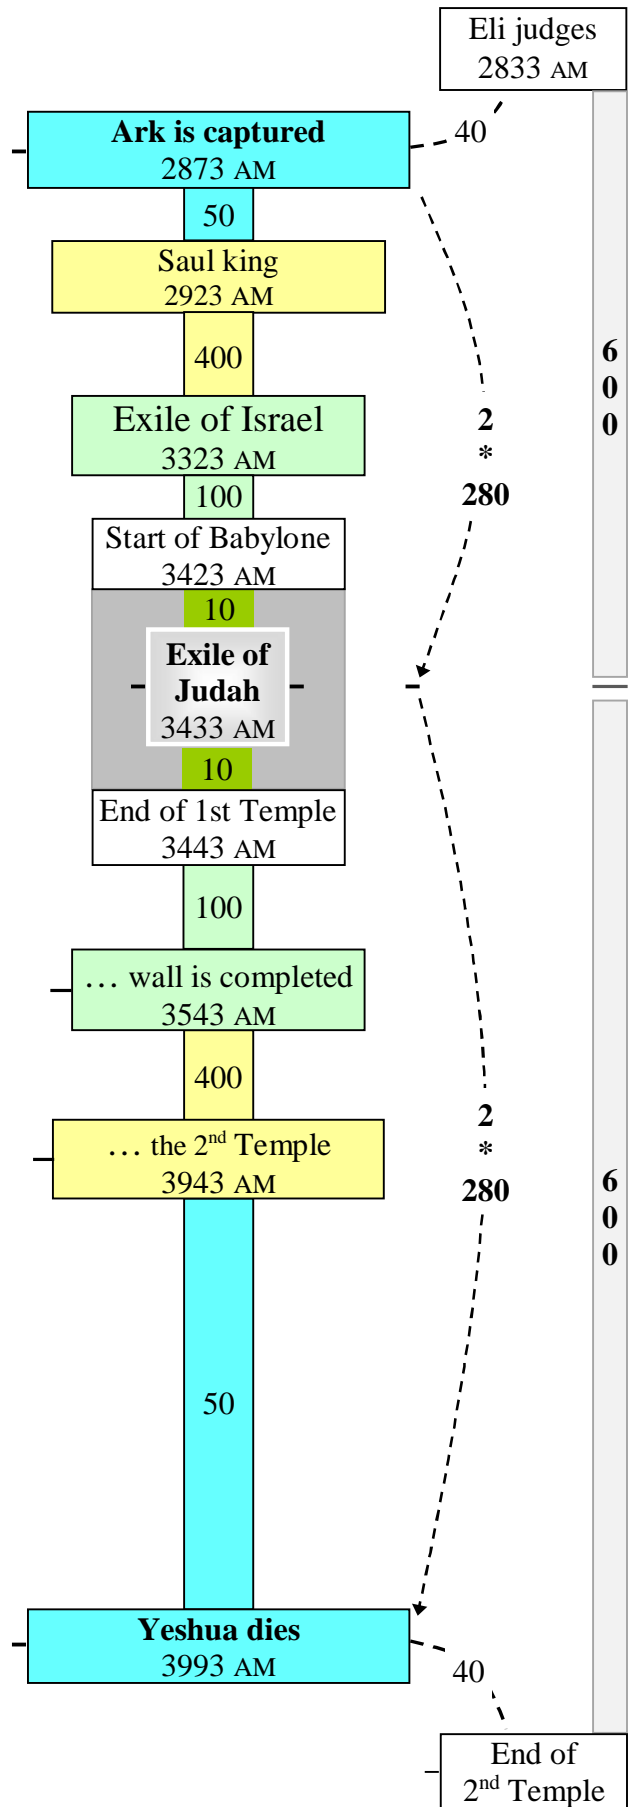 Eli judges
2833 AM
40
Ark is captured
2873 AM
50
Saul king
2923 AM
400
6
0
0
Exile of Israel
3323 AM
2
*
280
100
Start of Babylone
3423 AM
10
Exile of
Judah
3433 AM
10
End of 1st Temple
3443 AM
100
… wall is completed
3543 AM
400
2
*
280
… the 2nd Temple
3943 AM
6
0
0
50
Yeshua dies
3993 AM
40
End of
2nd Temple